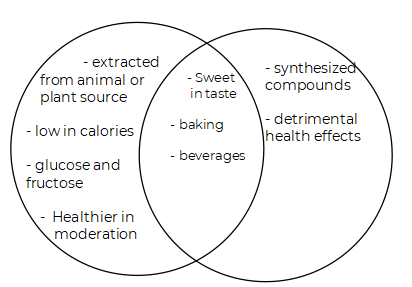 - extracted
from animal or
plant source
- low in calories
- glucose and
fructose
- Healthier in
moderation
- Sweet
in taste
- baking
- beverages
- synthesized
compounds
- detrimental
health effects